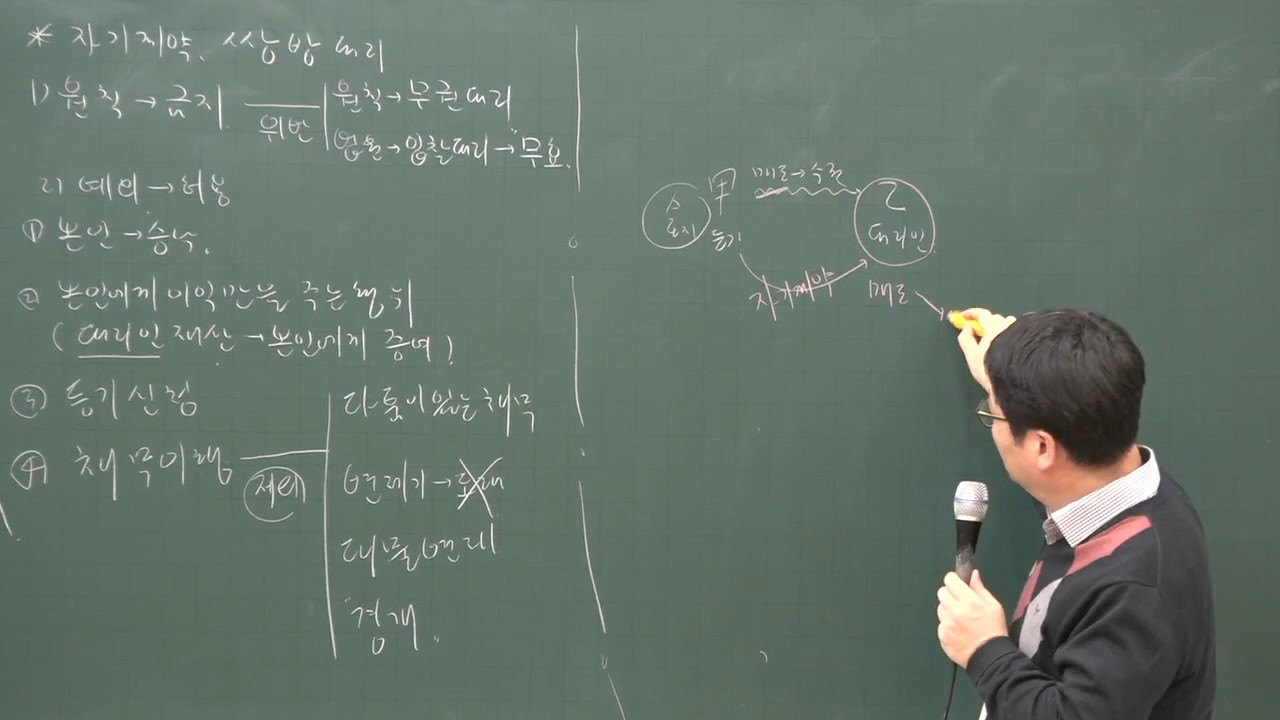 * 자기계약, 쌍방대리
1) 원칙 → 금지 위반 원칙 → 무권대리
입찰대리 → 무효.
2) 예외 → 허용
① 본인 → 승낙.
② 본인에게 이익만을 주는 행위
( 대리인 재산 → 본인에게 증여 )
③ 등기신청
④ 채무이행 제외
다툼이 있는 채무
변제기 → 도래
대물변제
경개.
甲 매도 → 수권
토지
등기
乙
대리인
자기계약
매도